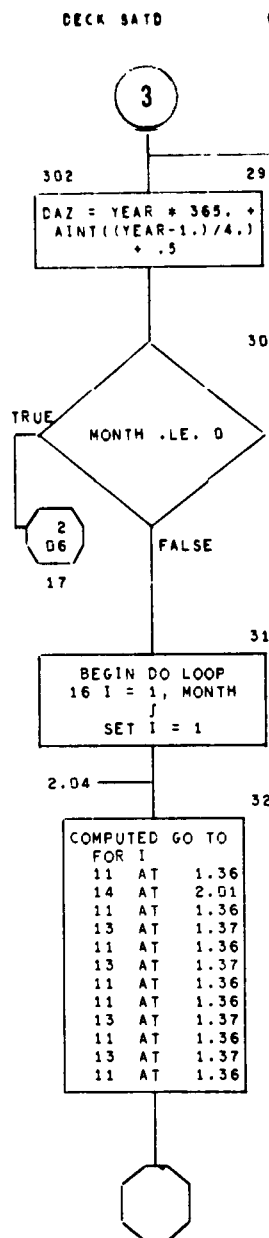 DECK SATD
3
302
29
DAZ = YEAR * 365. +
AINT((YEAR-1.)/4.)
+ .5
30
TRUE
MONTH .LE. 0
2
06
17
FALSE
31
BEGIN DO LOOP
16 I = 1, MONTH
∫
SET I = 1
2.04
32
COMPUTED GO TO
FOR I
11 AT 1.36
14 AT 2.01
11 AT 1.36
13 AT 1.37
11 AT 1.36
13 AT 1.37
11 AT 1.36
11 AT 1.36
13 AT 1.37
11 AT 1.36
13 AT 1.37
11 AT 1.36